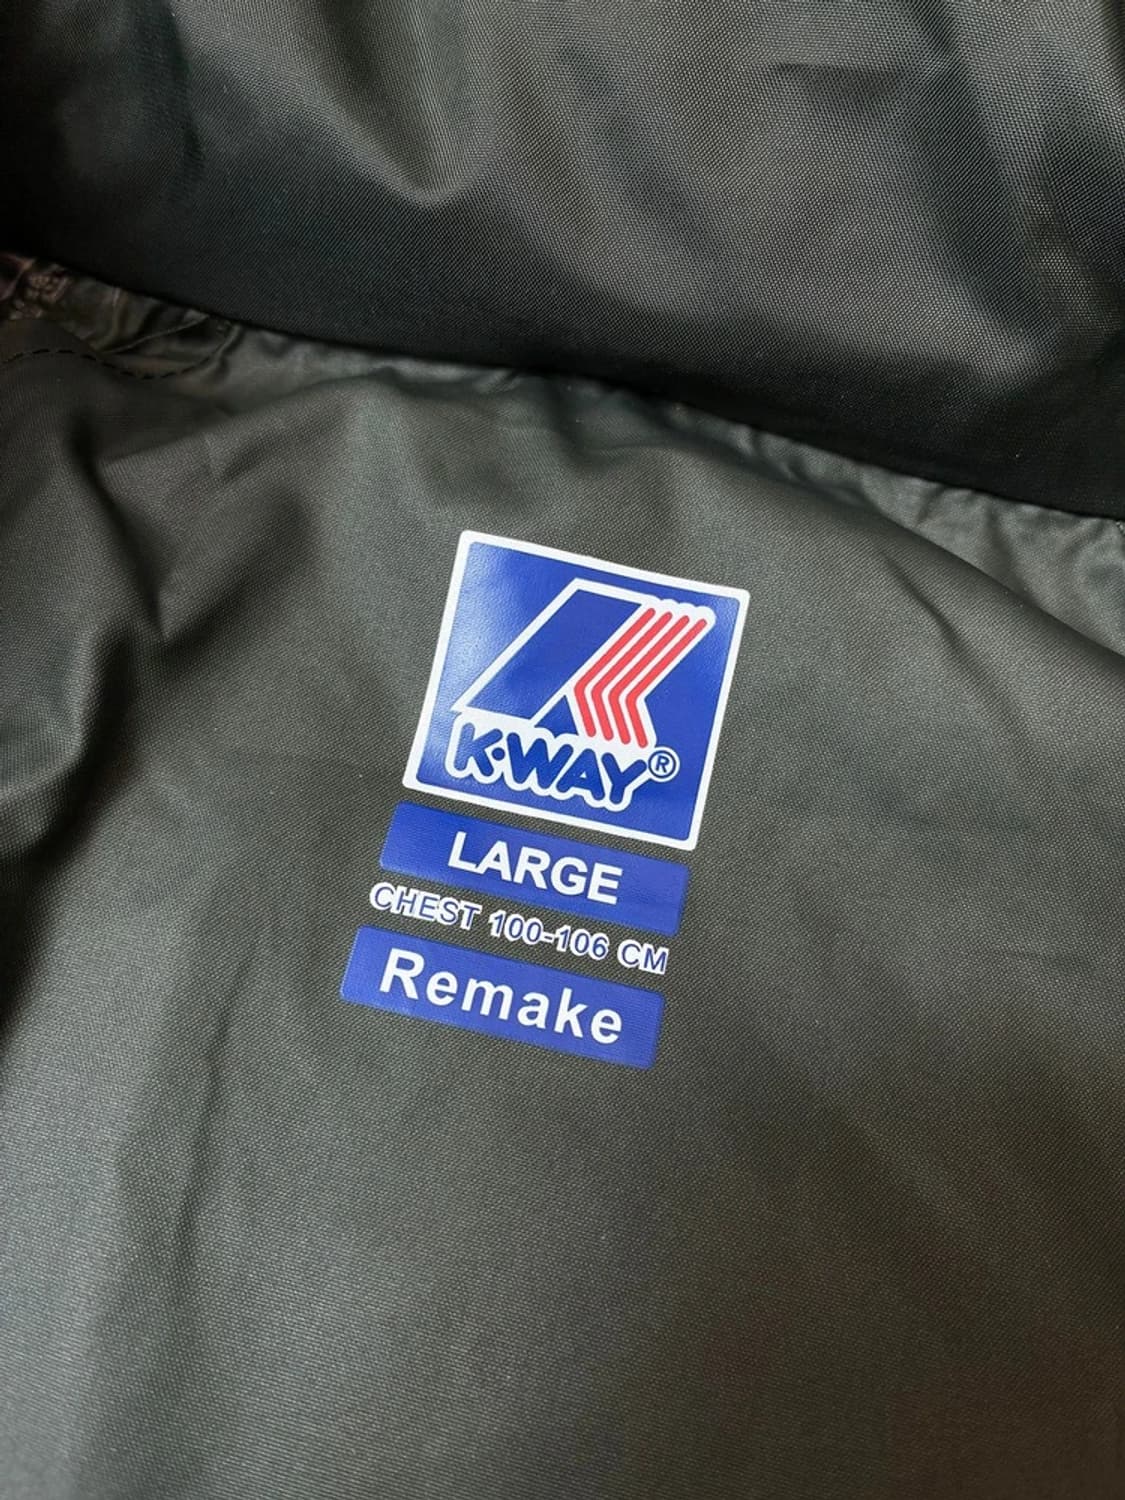 K·WAY®
LARGE
CHEST 100-106 CM
Remake